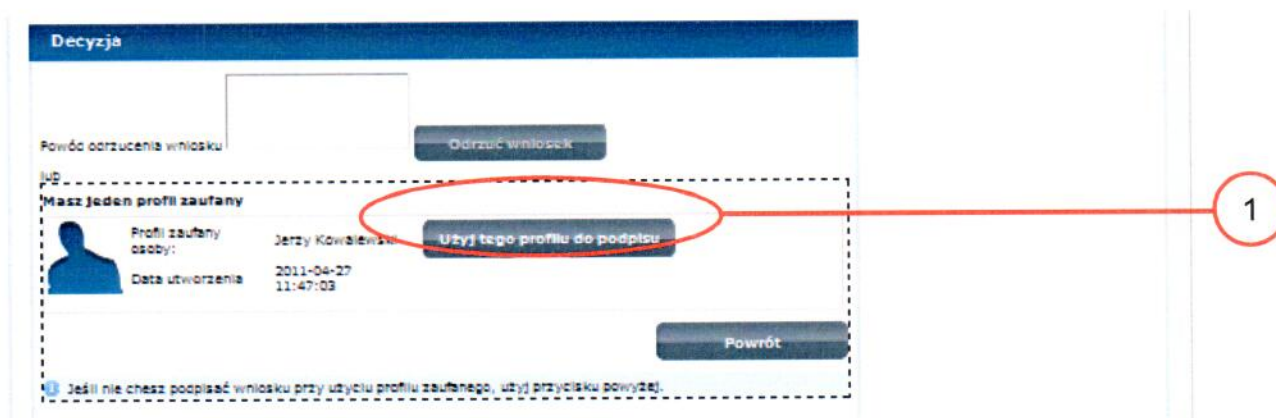 Decyzja
Powód odrzucenia wniosku
Odrzuć wniosek
lub
Masz jeden profil zaufany
Profil zaufany osoby:
Jerzy Kowalewski
Użyj tego profilu do podpisu
Data utworzenia
2011-04-27
11:47:03
Powrót
Jeśli nie chesz podpisać wniosku przy użyciu profilu zaufanego, użyj przycisku powyżej.
1